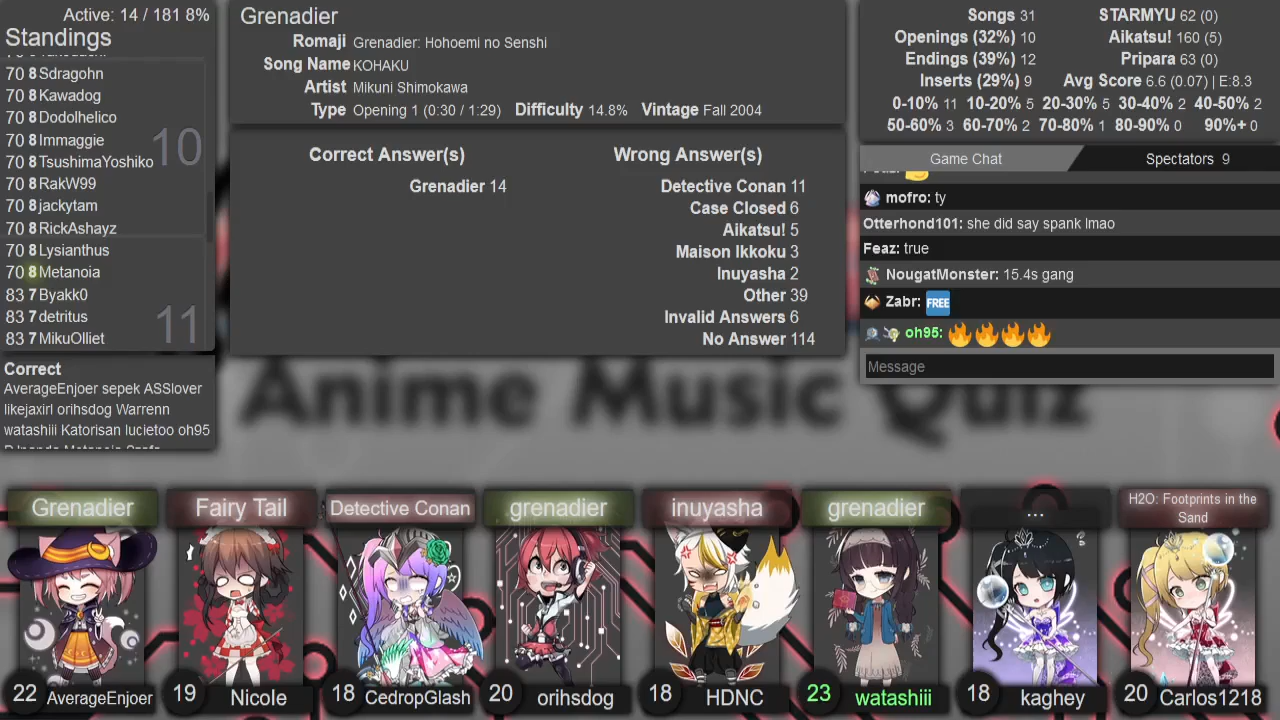 Active: 14 / 181 8%
Standings
70 8 Sdragohn
70 8 Kawadog
70 8 Dodolhelico
70 8 Immaggie
10
70 8 TsushimaYoshiko
70 8 RakW99
70 8 jackytam
70 8 RickAshayz
70 8 Lysianthus
70 8 Metanoia
83 7 Byakk0
83 7 detritus
11
83 7 MikuOlliet
Correct
AverageEnjoer sepek ASSlover
likejaxirl orihsdog Warrenn
watashiii Katorisan lucietoo oh95
Grenadier
Romaji Grenadier: Hohoemi no Senshi
Song Name KOHAKU
Artist Mikuni Shimokawa
Type Opening 1 (0:30 / 1:29) Difficulty 14.8% Vintage Fall 2004
Correct Answer(s)
Grenadier 14
Wrong Answer(s)
Detective Conan 11
Case Closed 6
Aikatsu! 5
Maison Ikkoku 3
Inuyasha 2
Other 39
Invalid Answers 6
No Answer 114
Songs 31 STARMYU 62 (0)
Openings (32%) 10 Aikatsu! 160 (5)
Endings (39%) 12 Pripara 63 (0)
Inserts (29%) 9 Avg Score 6.6 (0.07) | E:8.3
0-10% 11 10-20% 5 20-30% 5 30-40% 2 40-50% 2
50-60% 3 60-70% 2 70-80% 1 80-90% 0 90%+ 0
Game Chat Spectators 9
mofro: ty
Otterhond101: she did say spank lmao
Feaz: true
NougatMonster: 15.4s gang
Zabr: FREE
oh95:
Message
Anime Music Quiz
Grenadier
Fairy Tail
Detective Conan
grenadier
inuyasha
grenadier
...
H2O: Footprints in the
Sand
22 AverageEnjoer
19 Nicole
18 CedropGlash
20 orihsdog
18 HDNC
23 watashiii
18 kaghey
20 Carlos1218